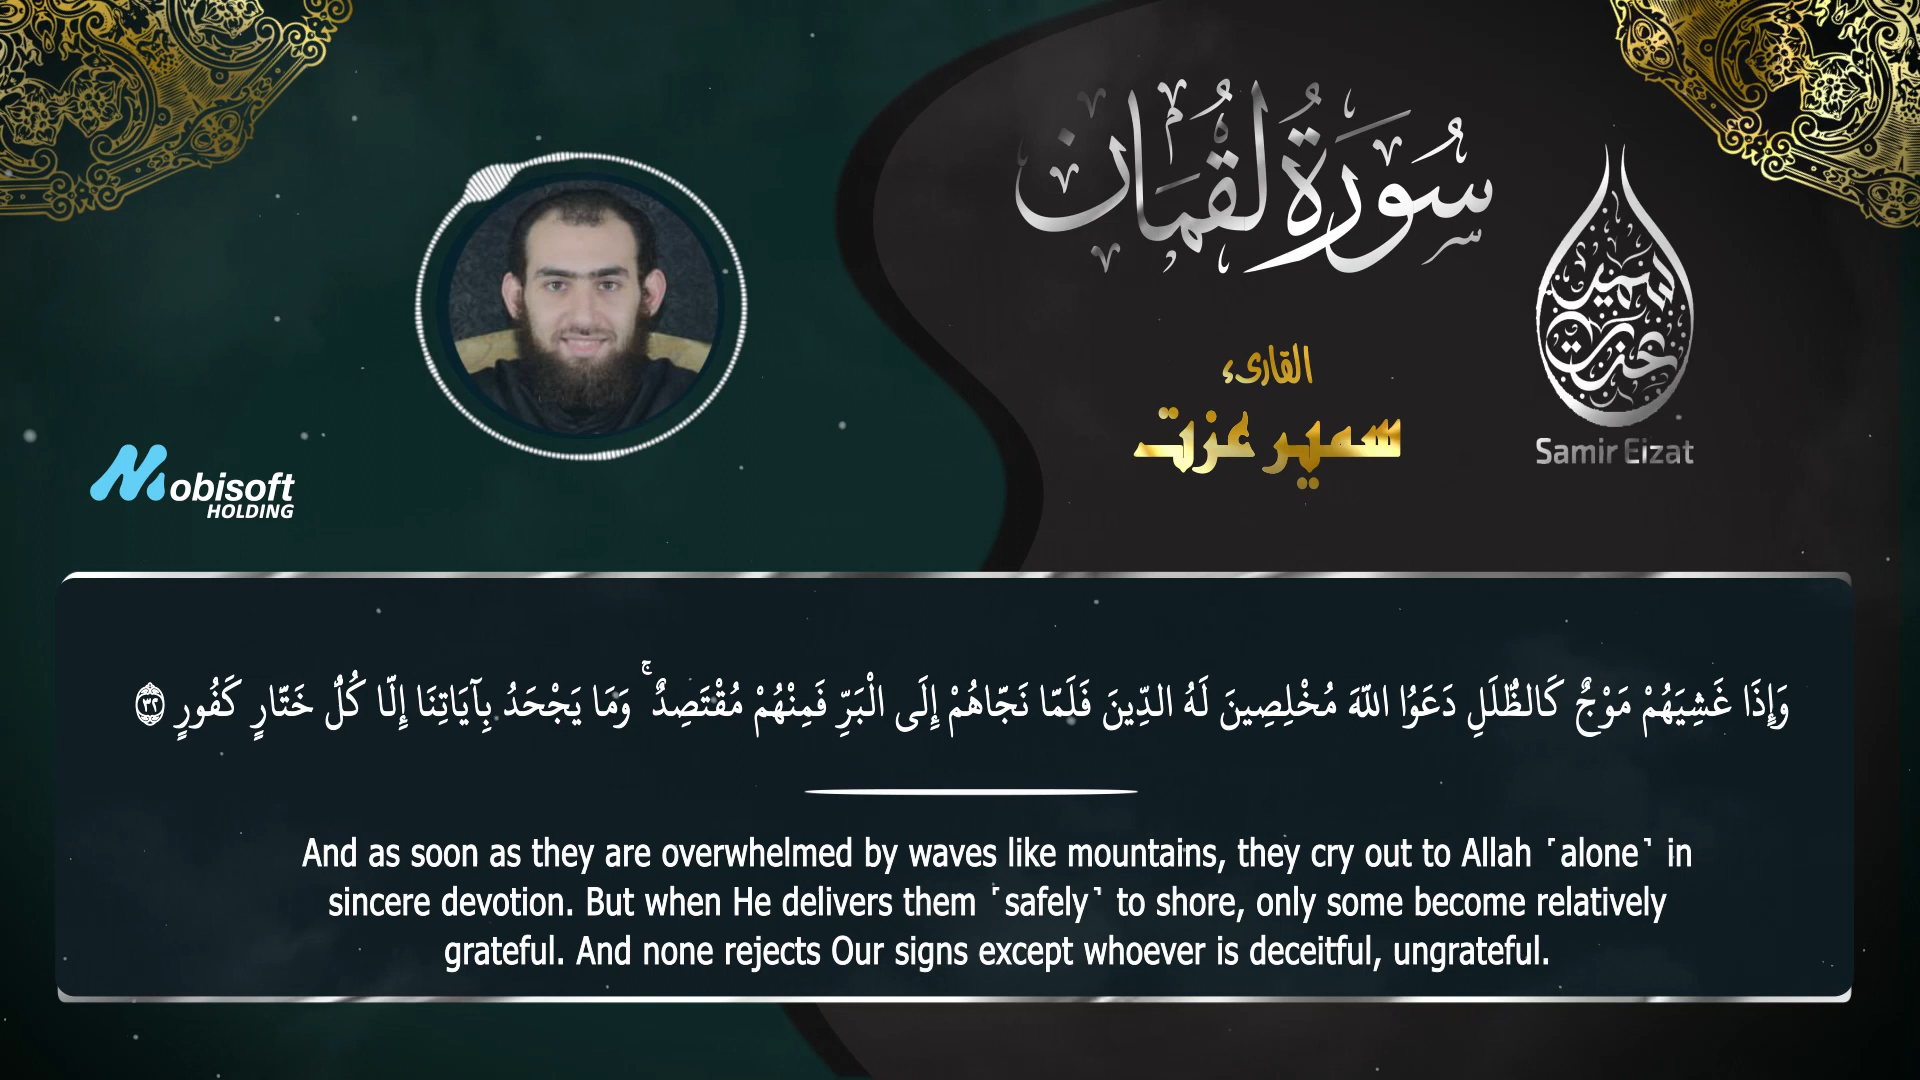 سُورَةُ لُقْمَان
القارىء
سمير عزت
سمير عزت
Samir Eizat
Mobisoft
HOLDING
وَإِذَا غَشِيَهُمْ مَوْجٌ كَالظُّلَلِ دَعَوُا اللَّهَ مُخْلِصِينَ لَهُ الدِّينَ فَلَمَّا نَجَّاهُمْ إِلَى الْبَرِّ فَمِنْهُمْ مُقْتَصِدٌ ۚ وَمَا يَجْحَدُ بِآيَاتِنَا إِلَّا كُلُّ خَتَّارٍ كَفُورٍ ٣٢
And as soon as they are overwhelmed by waves like mountains, they cry out to Allah ˹alone˺ in
sincere devotion. But when He delivers them ˹safely˺ to shore, only some become relatively
grateful. And none rejects Our signs except whoever is deceitful, ungrateful.